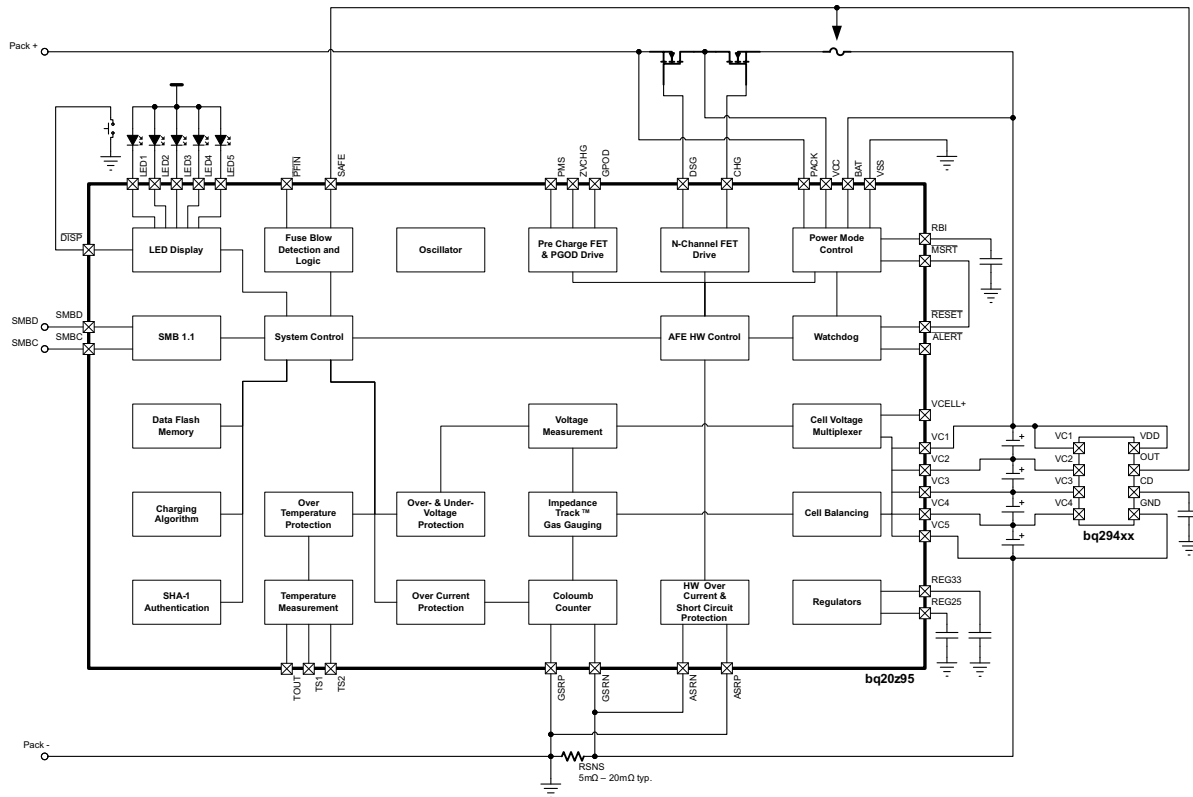 Pack +
LED1
LED2
LED3
LED4
LED5
PFIN
SAFE
PMS
ZVCHG
GPOD
DSG
CHG
PACK
VCC
BAT
VSS
DISP
LED Display
Fuse Blow
Detection and
Logic
Oscillator
Pre Charge FET
& PGOD Drive
N-Channel FET
Drive
Power Mode
Control
RBI
MSRT
SMBD
SMBD
SMBC
SMBC
SMB 1.1
System Control
AFE HW Control
Watchdog
RESET
ALERT
Data Flash
Memory
Voltage
Measurement
Cell Voltage
Multiplexer
VCELL+
VC1
VC2
VC3
VC4
VC5
VC1
VC2
VC3
VC4
VDD
OUT
CD
GND
bq294xx
Charging
Algorithm
Over
Temperature
Protection
Over- & Under-
Voltage
Protection
Impedance
Track™
Gas Gauging
Cell Balancing
SHA-1
Authentication
Temperature
Measurement
Over Current
Protection
Coloumb
Counter
HW Over
Current &
Short Circuit
Protection
Regulators
REG33
REG25
bq20z95
TOUT
TS1
TS2
GSRP
GSRN
ASRN
ASRP
Pack -
RSNS
5mΩ – 20mΩ typ.